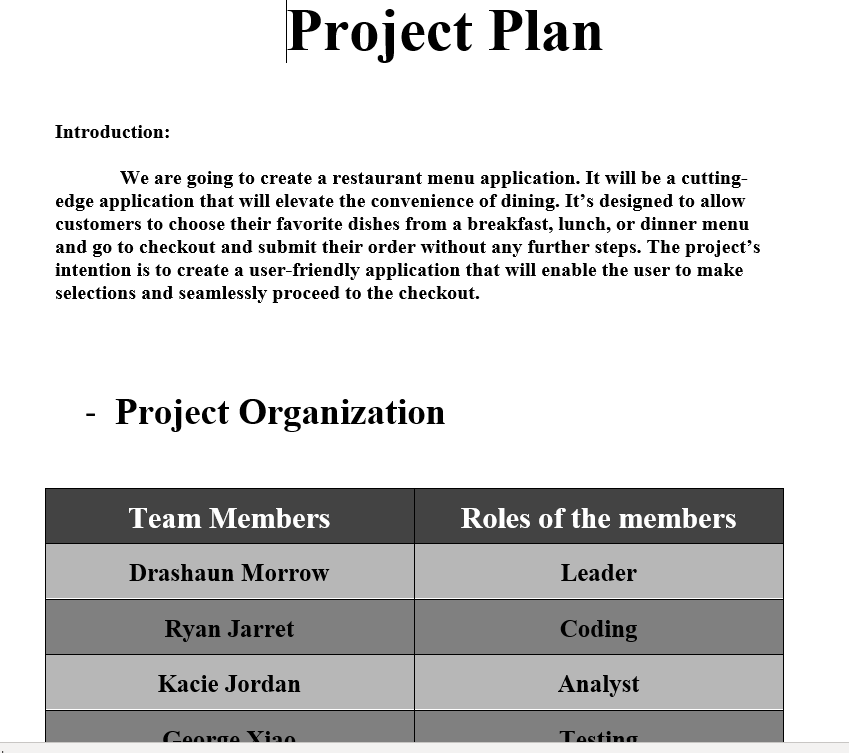 Project Plan
Introduction:
We are going to create a restaurant menu application. It will be a cutting-
edge application that will elevate the convenience of dining. It’s designed to allow
customers to choose their favorite dishes from a breakfast, lunch, or dinner menu
and go to checkout and submit their order without any further steps. The project’s
intention is to create a user-friendly application that will enable the user to make
selections and seamlessly proceed to the checkout.
- Project Organization
Team Members Roles of the members
Drashaun Morrow Leader
Ryan Jarret Coding
Kacie Jordan Analyst
George Xiao Testing